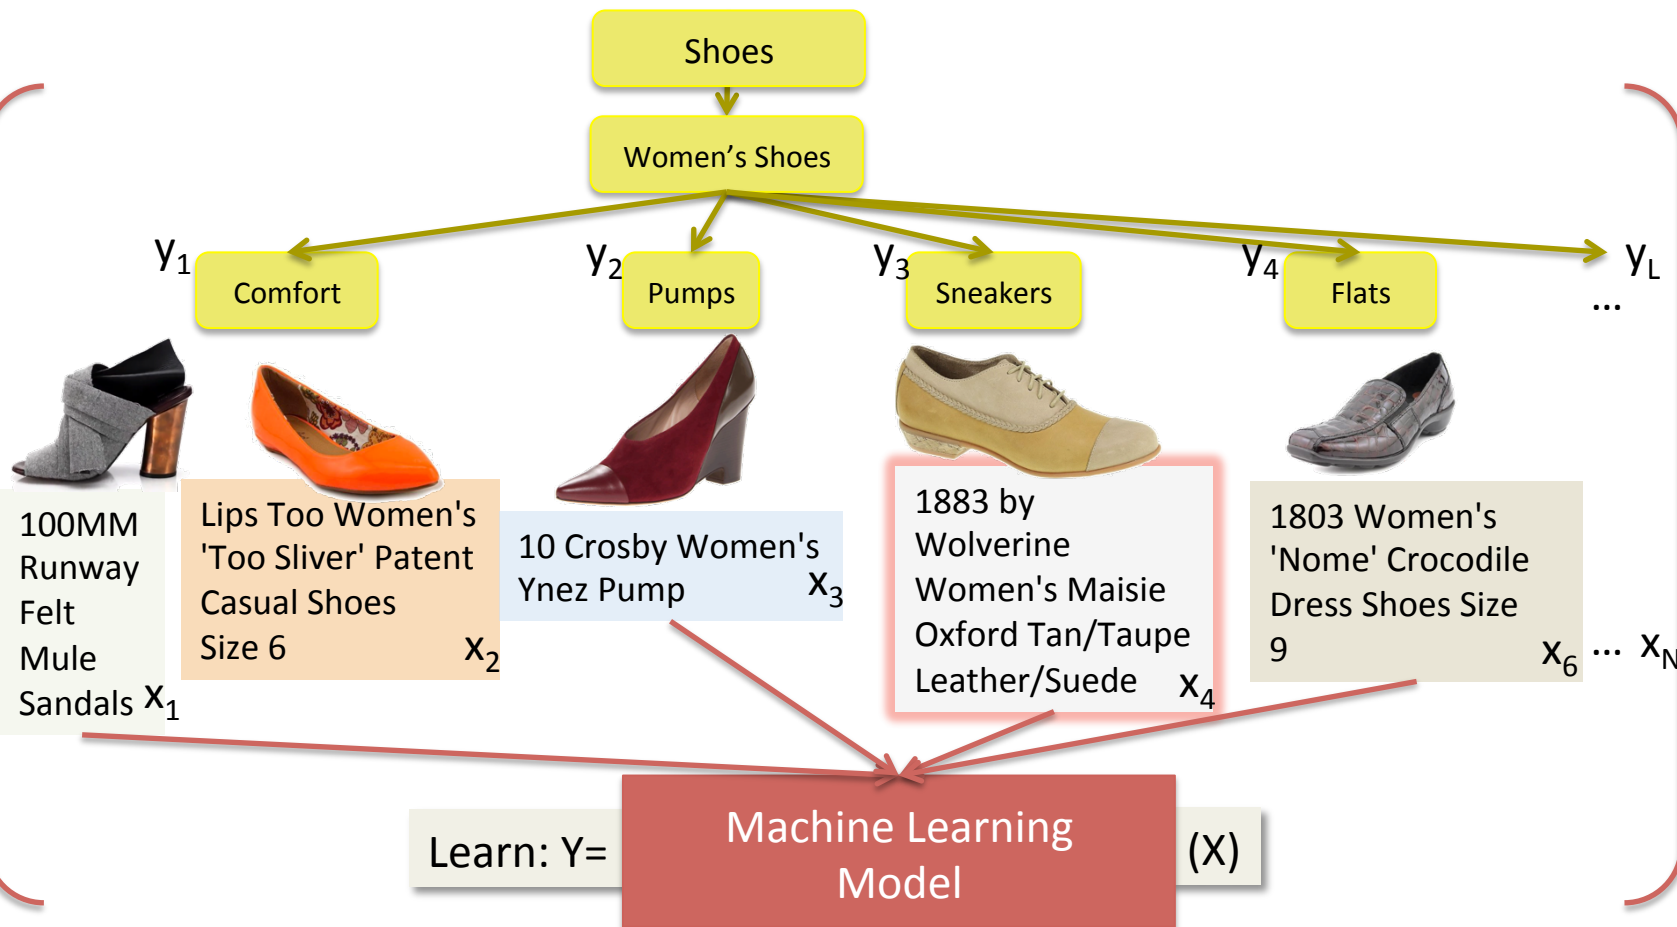 Shoes
Women's Shoes
y1
Comfort
y2
Pumps
y3
Sneakers
y4
Flats
yL
...
100MM
Runway
Felt
Mule
Sandals x1
Lips Too Women's
'Too Sliver' Patent
Casual Shoes
Size 6 x2
10 Crosby Women's
Ynez Pump x3
1883 by
Wolverine
Women's Maisie
Oxford Tan/Taupe
Leather/Suede x4
1803 Women's
'Nome' Crocodile
Dress Shoes Size
9 x6
... xN
Learn: Y=
Machine Learning
Model
(X)